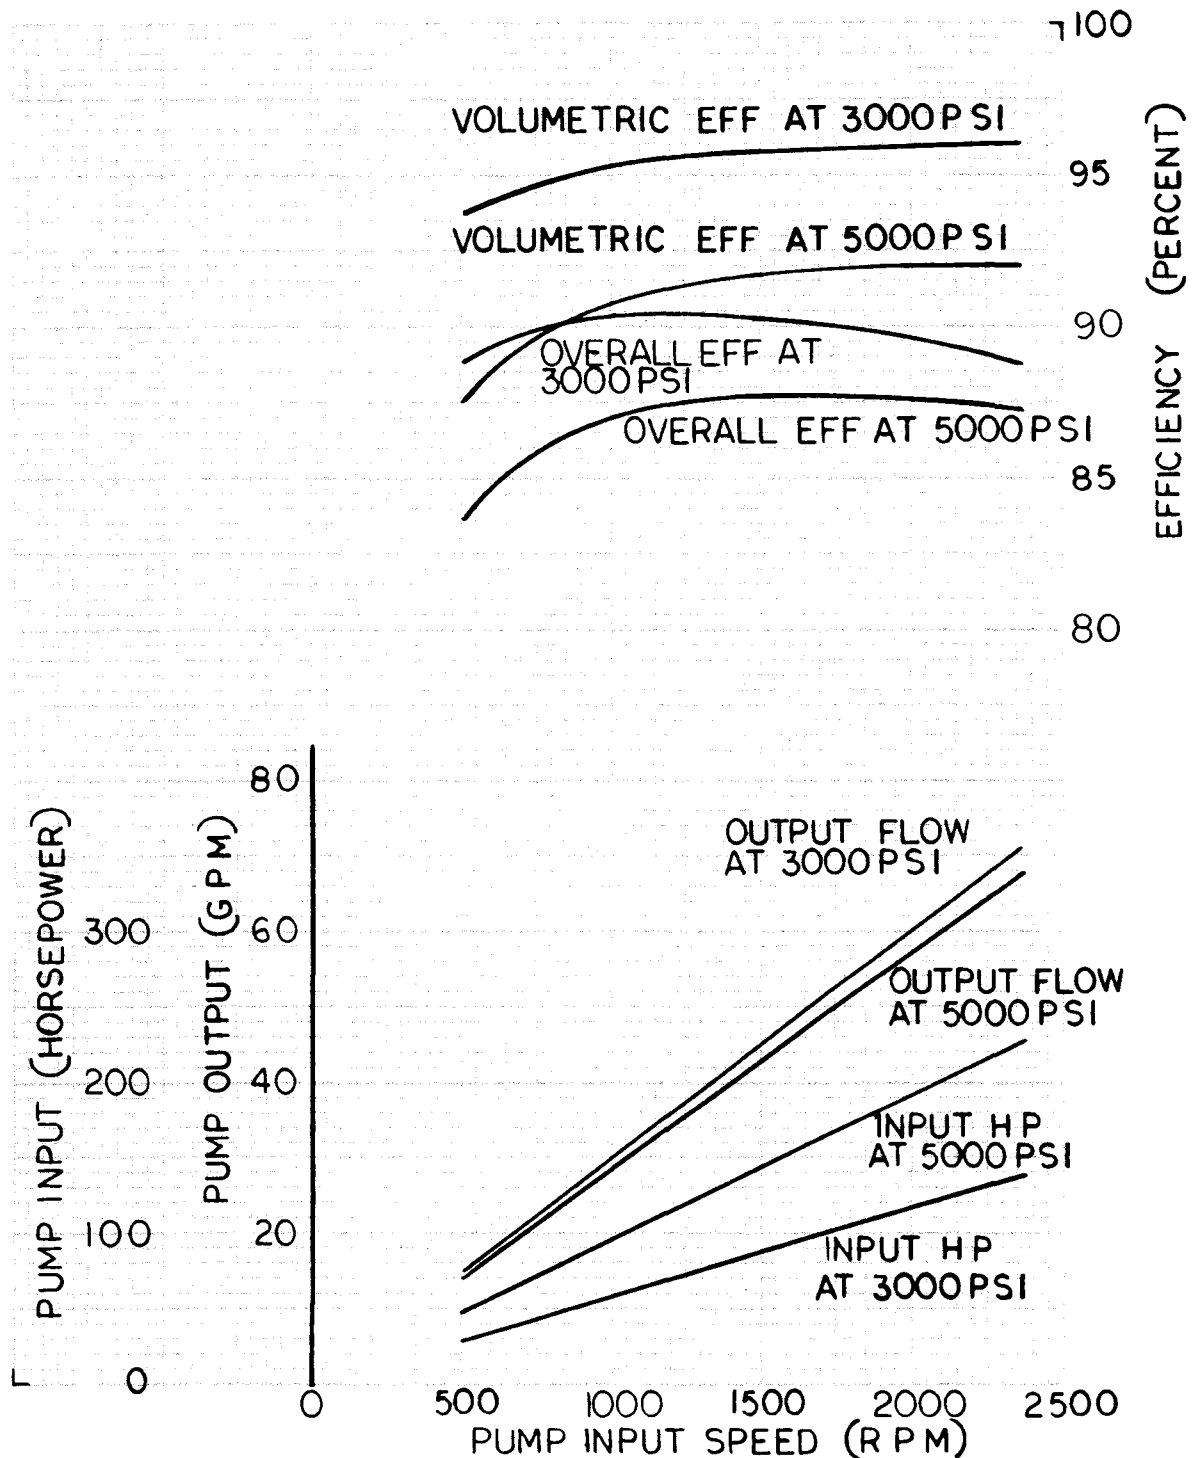 100
VOLUMETRIC EFF AT 3000 PSI
95
VOLUMETRIC EFF AT 5000 PSI
90
OVERALL EFF AT
3000 PSI
OVERALL EFF AT 5000 PSI
85
80
EFFICIENCY (PERCENT)
PUMP INPUT (HORSEPOWER)
300
200
100
0
PUMP OUTPUT (GPM)
80
60
40
20
OUTPUT FLOW
AT 3000 PSI
OUTPUT FLOW
AT 5000 PSI
INPUT HP
AT 5000 PSI
INPUT HP
AT 3000 PSI
0 500 1000 1500 2000 2500
PUMP INPUT SPEED (RPM)